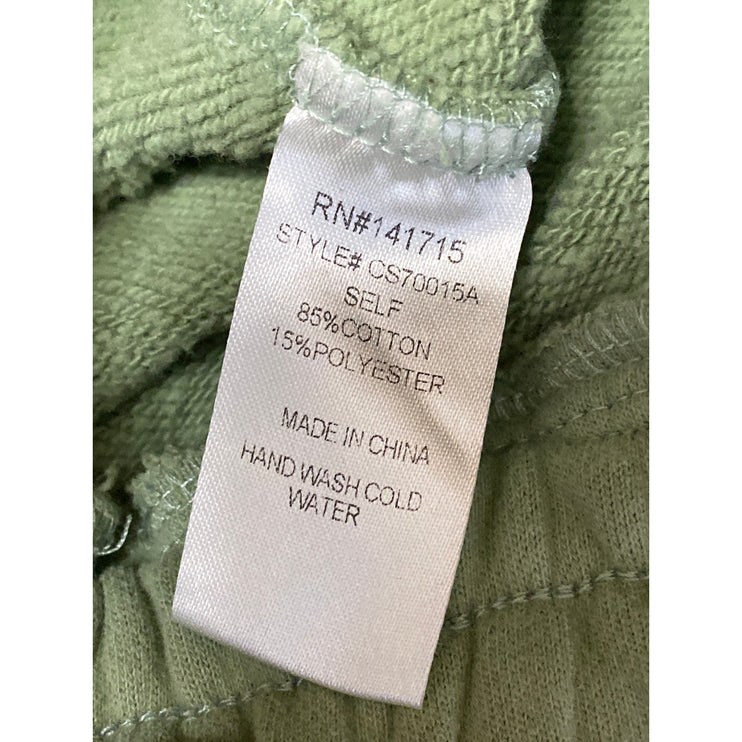 RN#141715
STYLE# CS70015A
SELF
85%COTTON
15%POLYESTER
MADE IN CHINA
HAND WASH COLD
WATER